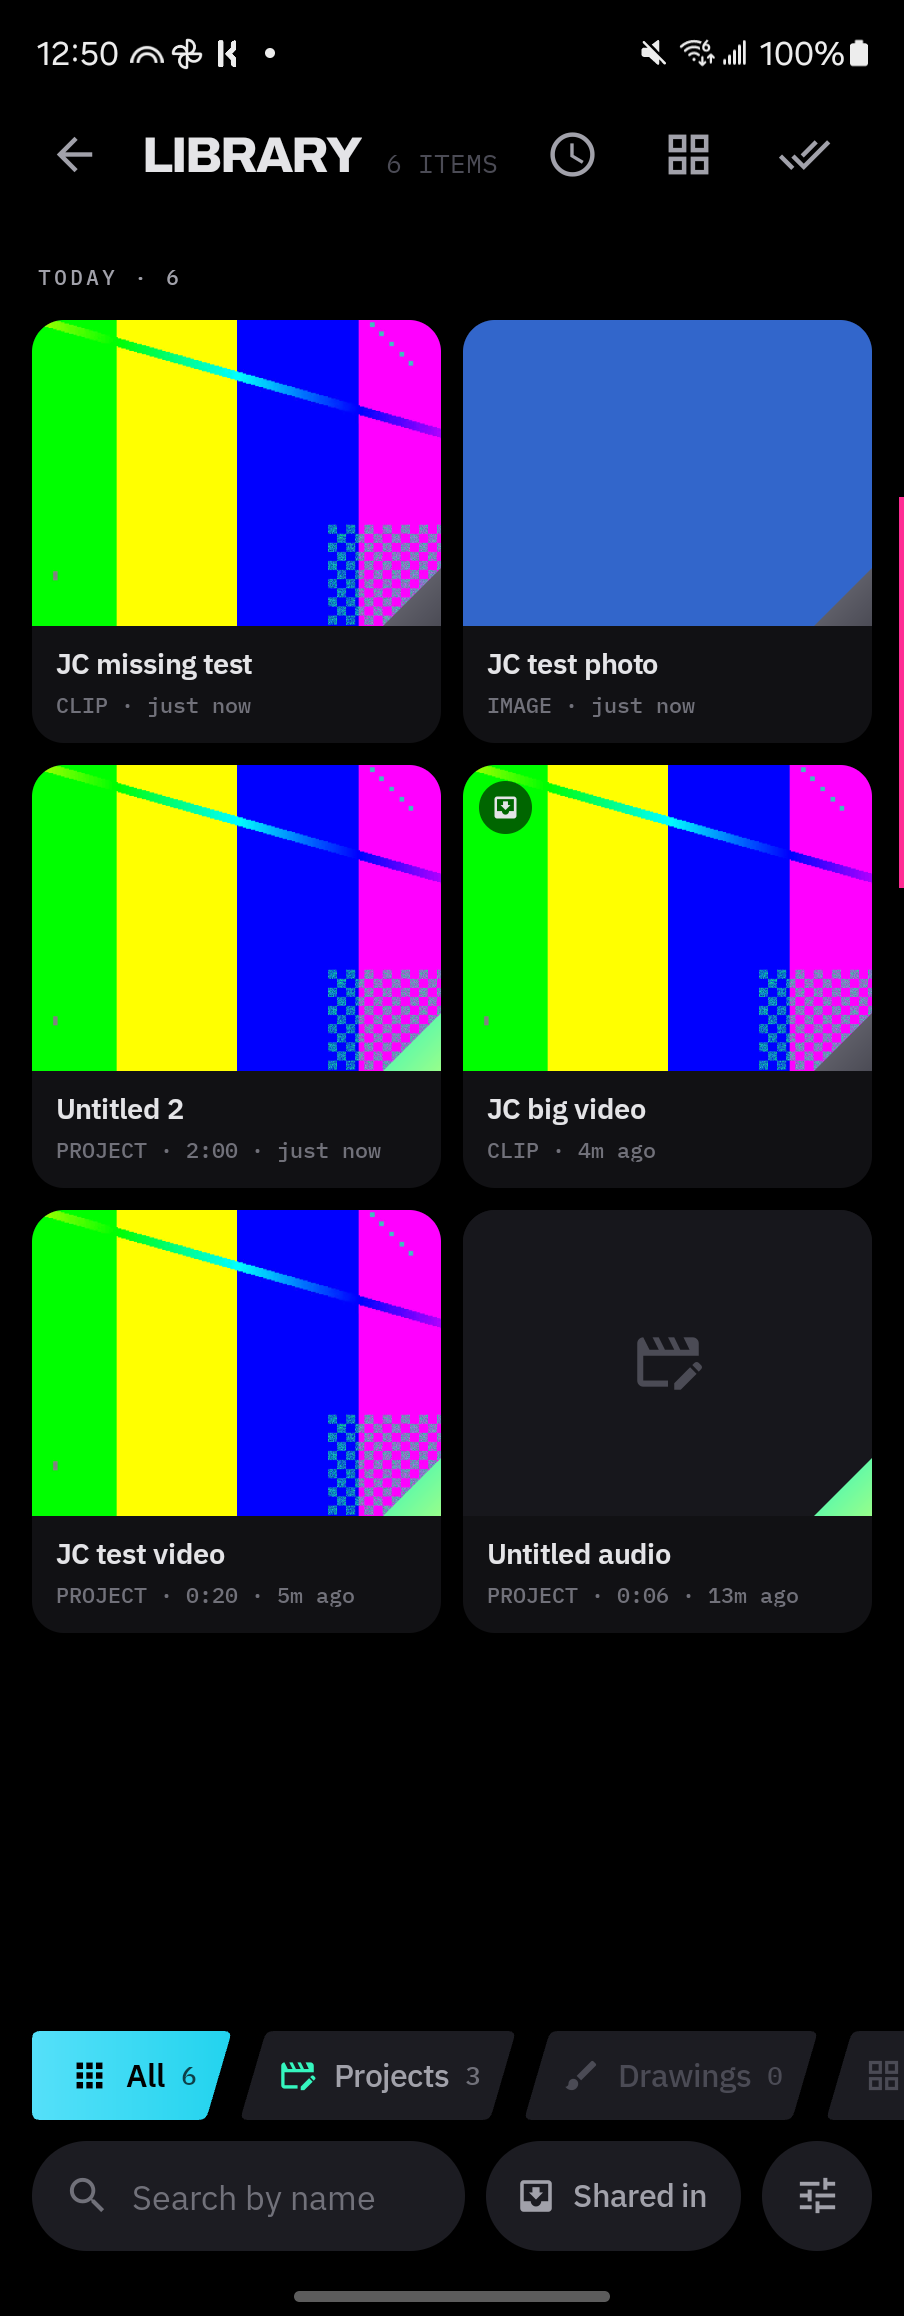 12:50 100%
LIBRARY 6 ITEMS
TODAY · 6
JC missing test
CLIP · just now
JC test photo
IMAGE · just now
Untitled 2
PROJECT · 2:00 · just now
JC big video
CLIP · 4m ago
JC test video
PROJECT · 0:20 · 5m ago
Untitled audio
PROJECT · 0:06 · 13m ago
All 6 Projects 3 Drawings 0
Search by name Shared in